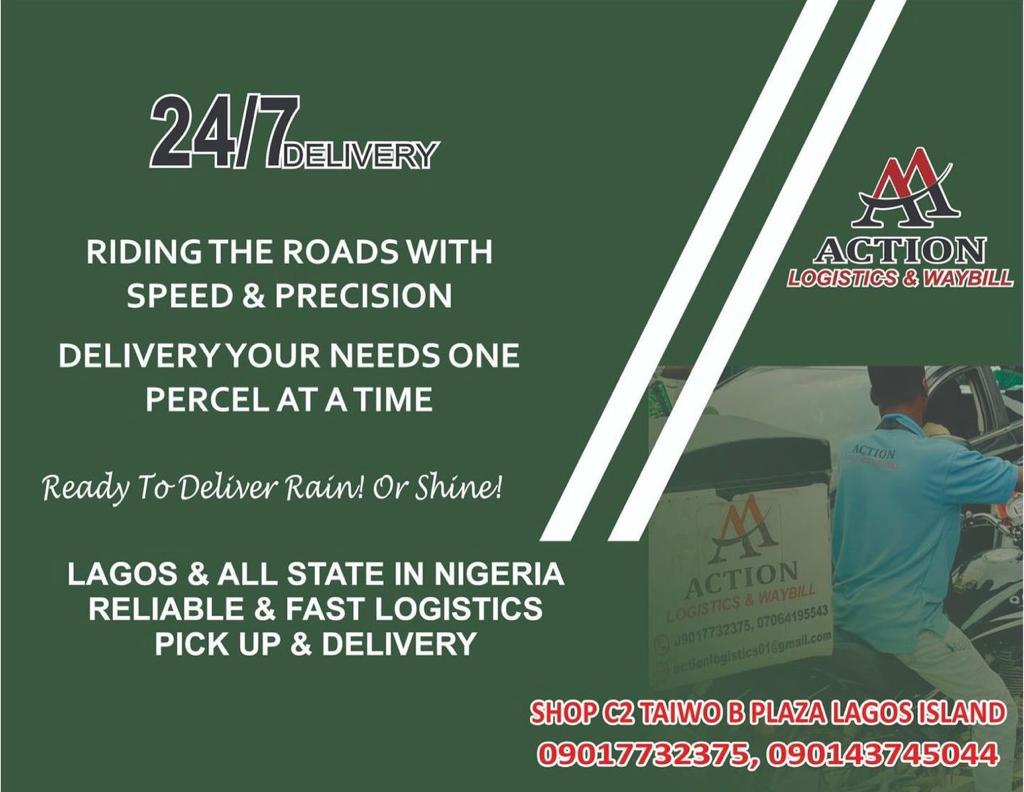 24/7 DELIVERY
RIDING THE ROADS WITH
SPEED & PRECISION
DELIVERY YOUR NEEDS ONE
PERCEL AT A TIME
Ready To Deliver Rain! Or Shine!
LAGOS & ALL STATE IN NIGERIA
RELIABLE & FAST LOGISTICS
PICK UP & DELIVERY
ACTION
LOGISTICS & WAYBILL
ACTION
ACTION
LOGISTICS & WAYBILL
09017732375, 07064195543
actionlogistics01@gmail.com
SHOP C2 TAIWO B PLAZA LAGOS ISLAND
09017732375, 090143745044